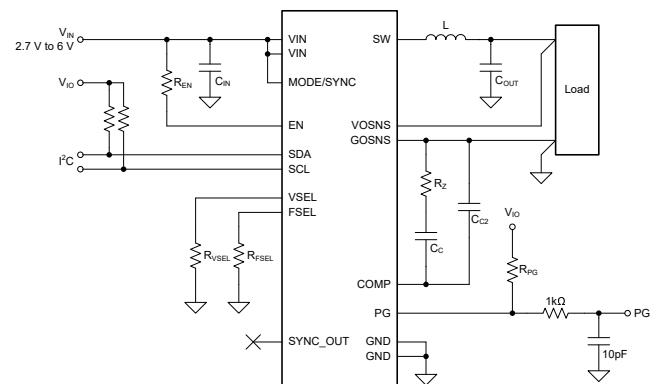 VIN
2.7 V to 6 V
VIN
VIN
SW
L
REN
CIN
COUT
Load
VIO
MODE/SYNC
EN
VOSNS
GOSNS
I²C
SDA
SCL
VSEL
FSEL
RZ
CC2
VIO
CC
RVSEL
RFSEL
RPG
COMP
1kΩ
PG
PG
SYNC_OUT
GND
GND
10pF